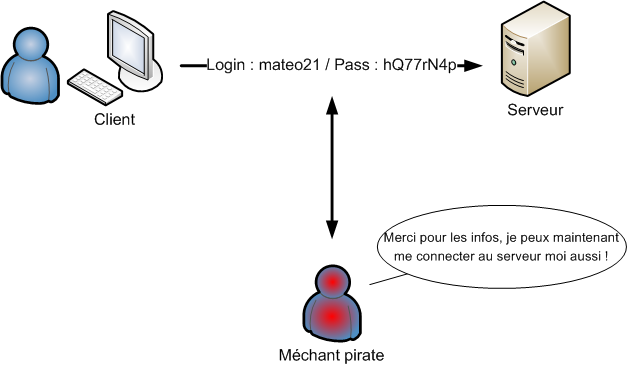 Login : mateo21 / Pass : hQ77rN4p
Client
Serveur
Merci pour les infos, je peux maintenant
me connecter au serveur moi aussi !
Méchant pirate